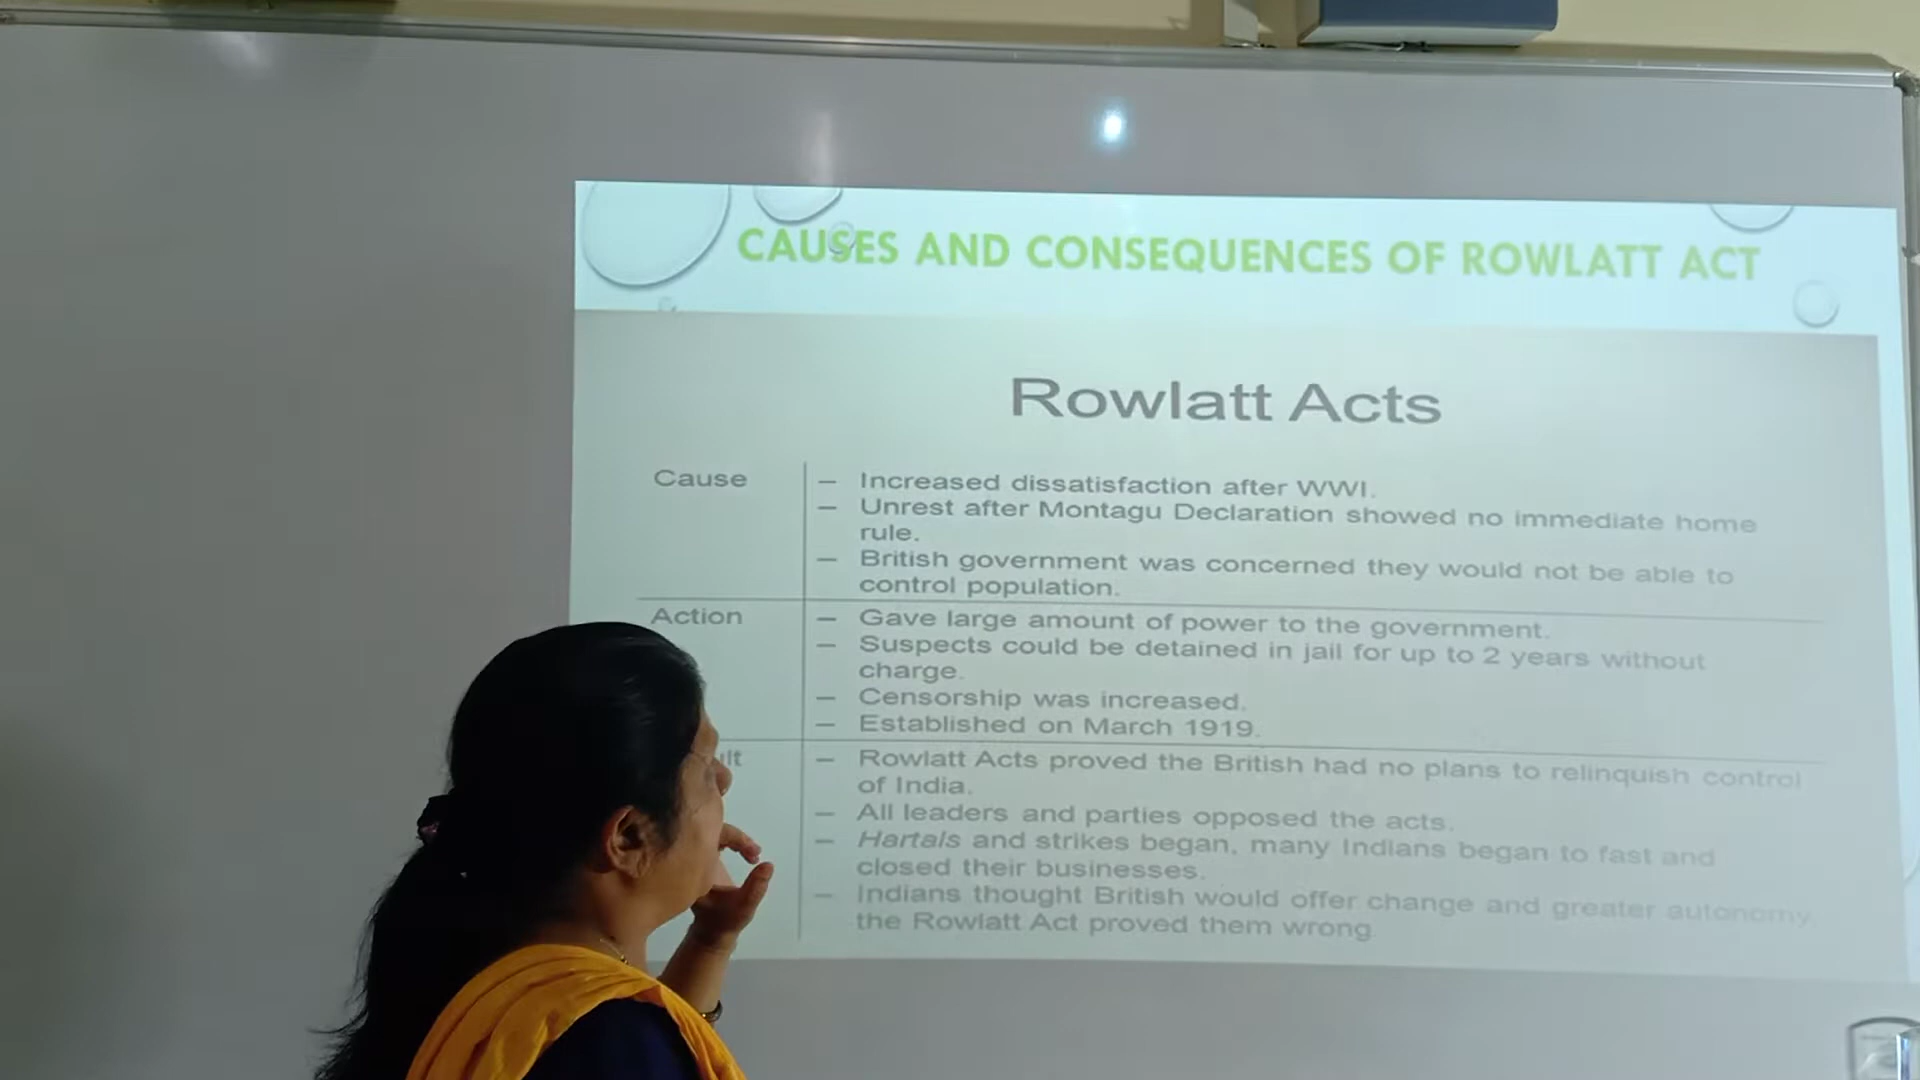 CAUSES AND CONSEQUENCES OF ROWLATT ACT
Rowlatt Acts
Cause
– Increased dissatisfaction after WWI.
– Unrest after Montagu Declaration showed no immediate home
rule.
– British government was concerned they would not be able to
control population.
Action
– Gave large amount of power to the government.
– Suspects could be detained in jail for up to 2 years without
charge.
– Censorship was increased.
– Established on March 1919.
– Rowlatt Acts proved the British had no plans to relinquish control
of India.
– All leaders and parties opposed the acts.
– Hartals and strikes began, many Indians began to fast and
closed their businesses.
– Indians thought British would offer change and greater autonomy,
the Rowlatt Act proved them wrong